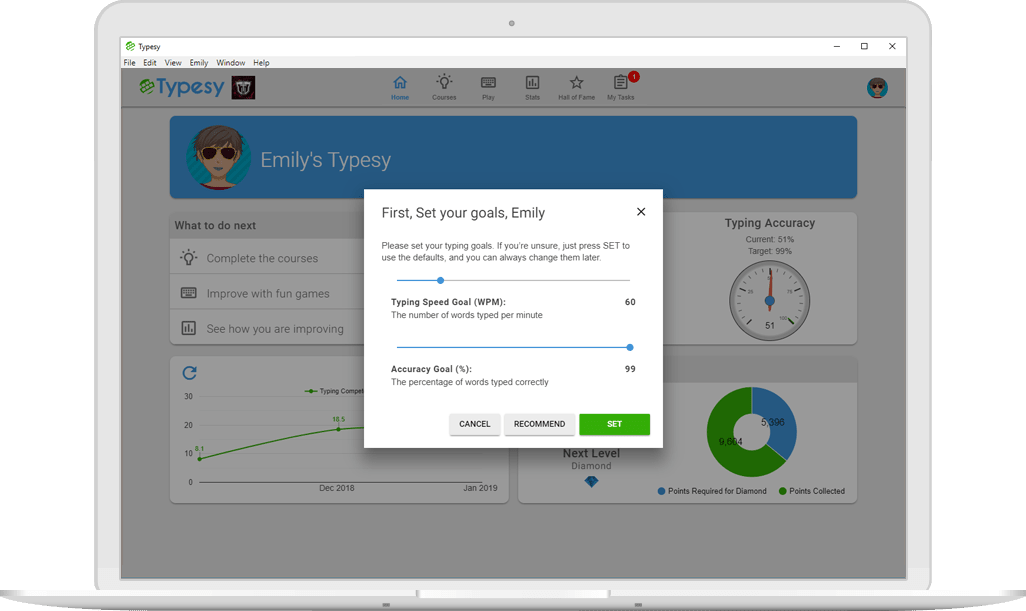 Typesy
File Edit View Emily Window Help
Typesy
Home Courses Play Stats Hall of Fame My Tasks 1
Emily's Typesy
First, Set your goals, Emily
Please set your typing goals. If you're unsure, just press SET to
use the defaults, and you can always change them later.
Typing Speed Goal (WPM): 60
The number of words typed per minute
Accuracy Goal (%): 99
The percentage of words typed correctly
CANCEL RECOMMEND SET
What to do next
Complete the courses
Improve with fun games
See how you are improving
Typing Accuracy
Current: 51%
Target: 99%
25 50 75 100
51
Typing Compet
30
20
10
0
8.1
18.5
Dec 2018 Jan 2019
Next Level
Diamond
5,396
9,604
Points Required for Diamond Points Collected